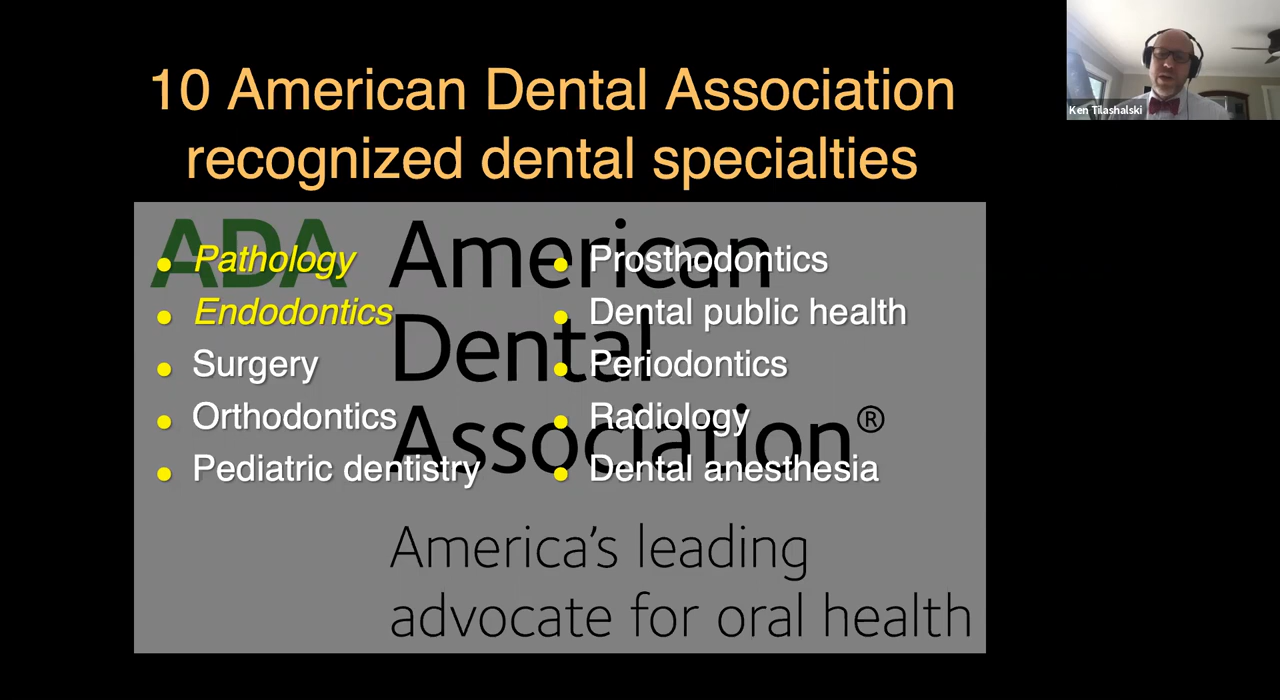 10 American Dental Association
recognized dental specialties
Ken Tilashalski
ADA American
Dental
Association®
America's leading
advocate for oral health
• Pathology
• Endodontics
• Surgery
• Orthodontics
• Pediatric dentistry
• Prosthodontics
• Dental public health
• Periodontics
• Radiology
• Dental anesthesia